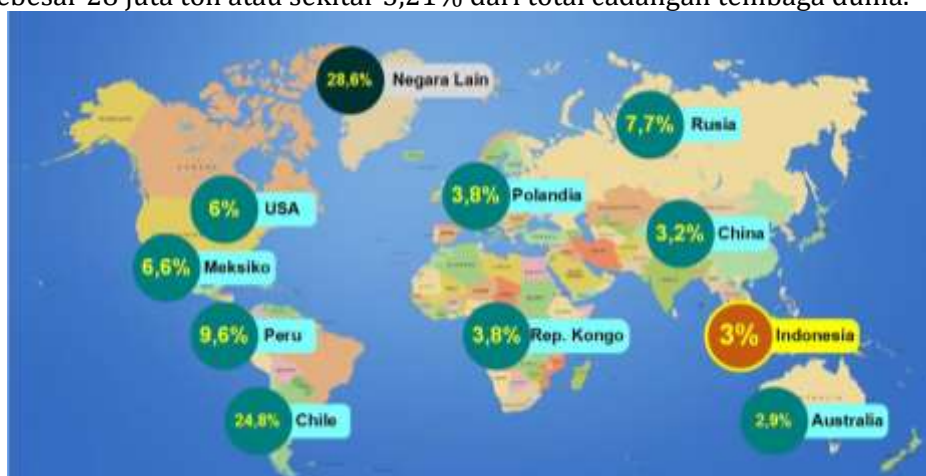 sebesar 28 juta ton atau sekitar 3,21% dari total cadangan tembaga dunia.
28,6% Negara Lain
7,7% Rusia
3,8% Polandia
6% USA
3,2% China
6,6% Meksiko
9,6% Peru
3,8% Rep. Kongo
3% Indonesia
24,8% Chile
2,9% Australia